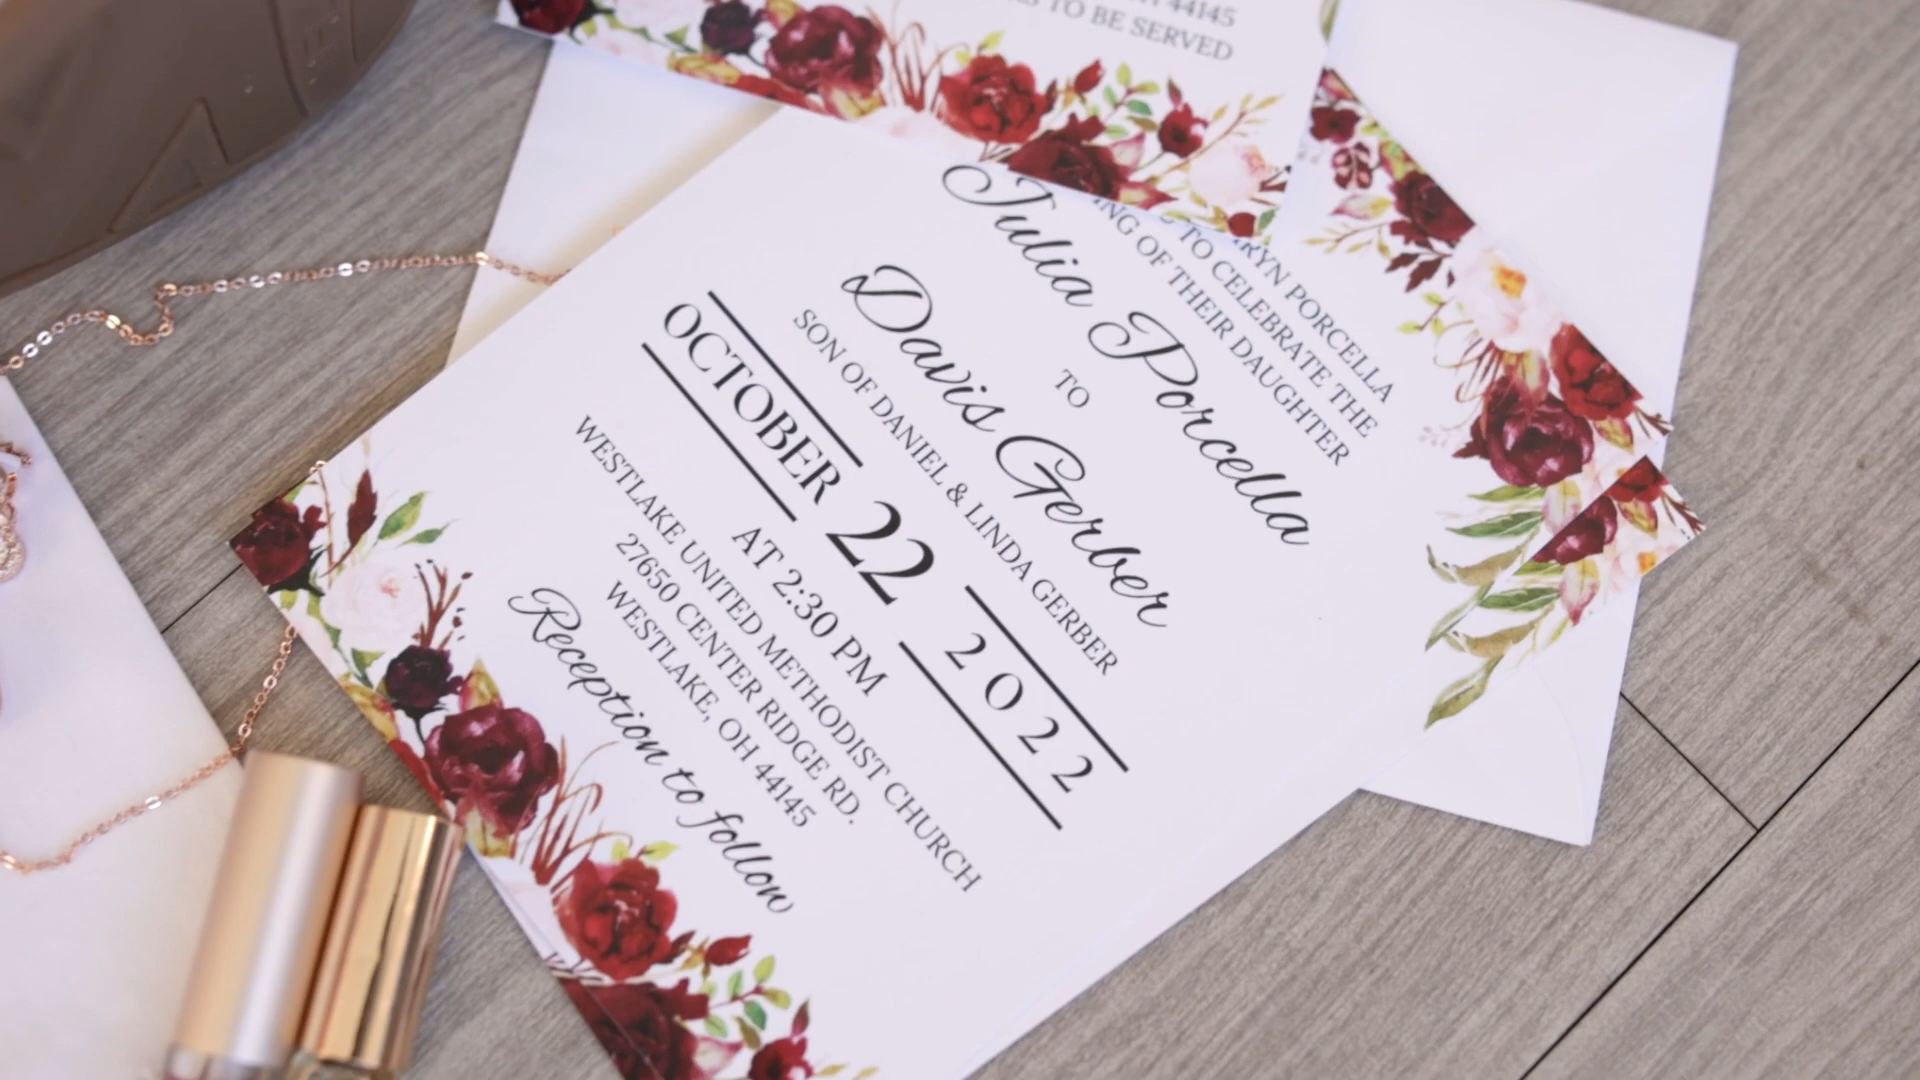 44145
TO BE SERVED
PORCELLA
TO CELEBRATE THE
OF THEIR DAUGHTER
Julia Porcella
TO
Davis Gerber
SON OF DANIEL & LINDA GERBER
OCTOBER 22 2022
AT 2:30 PM
WESTLAKE UNITED METHODIST CHURCH
27650 CENTER RIDGE RD.
WESTLAKE, OH 44145
Reception to follow